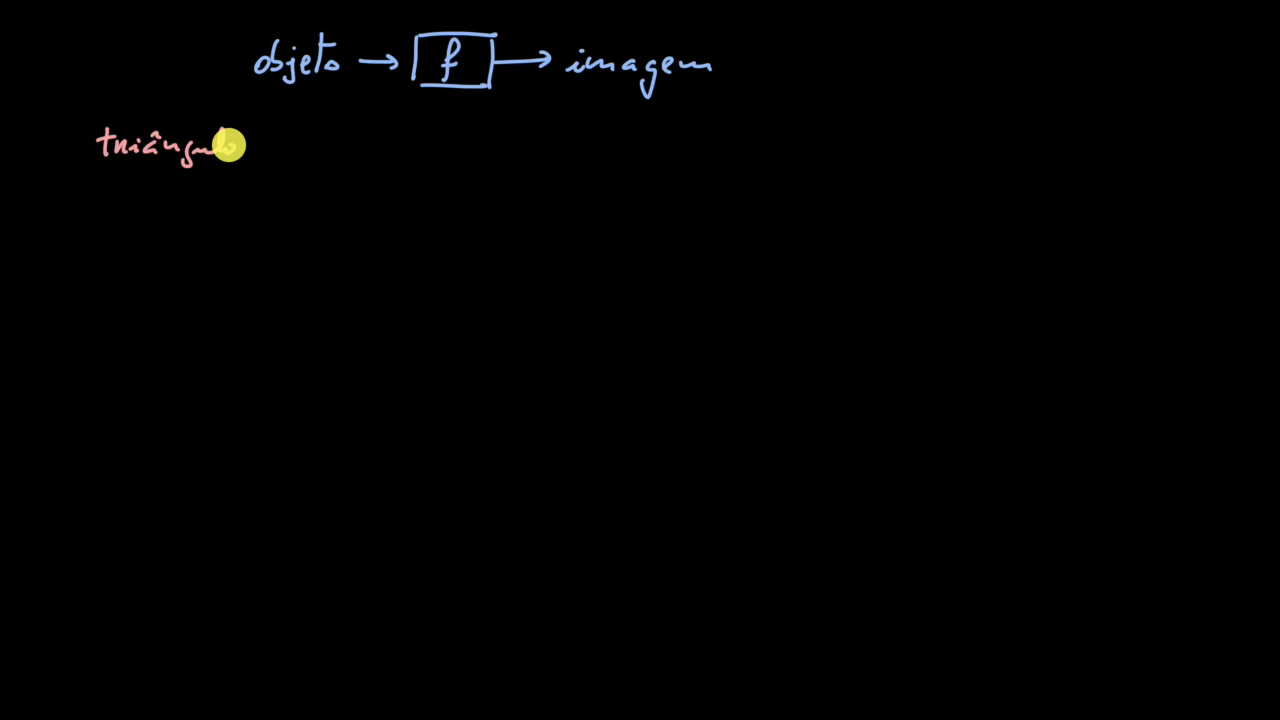 objeto → f → imagem
triângulo